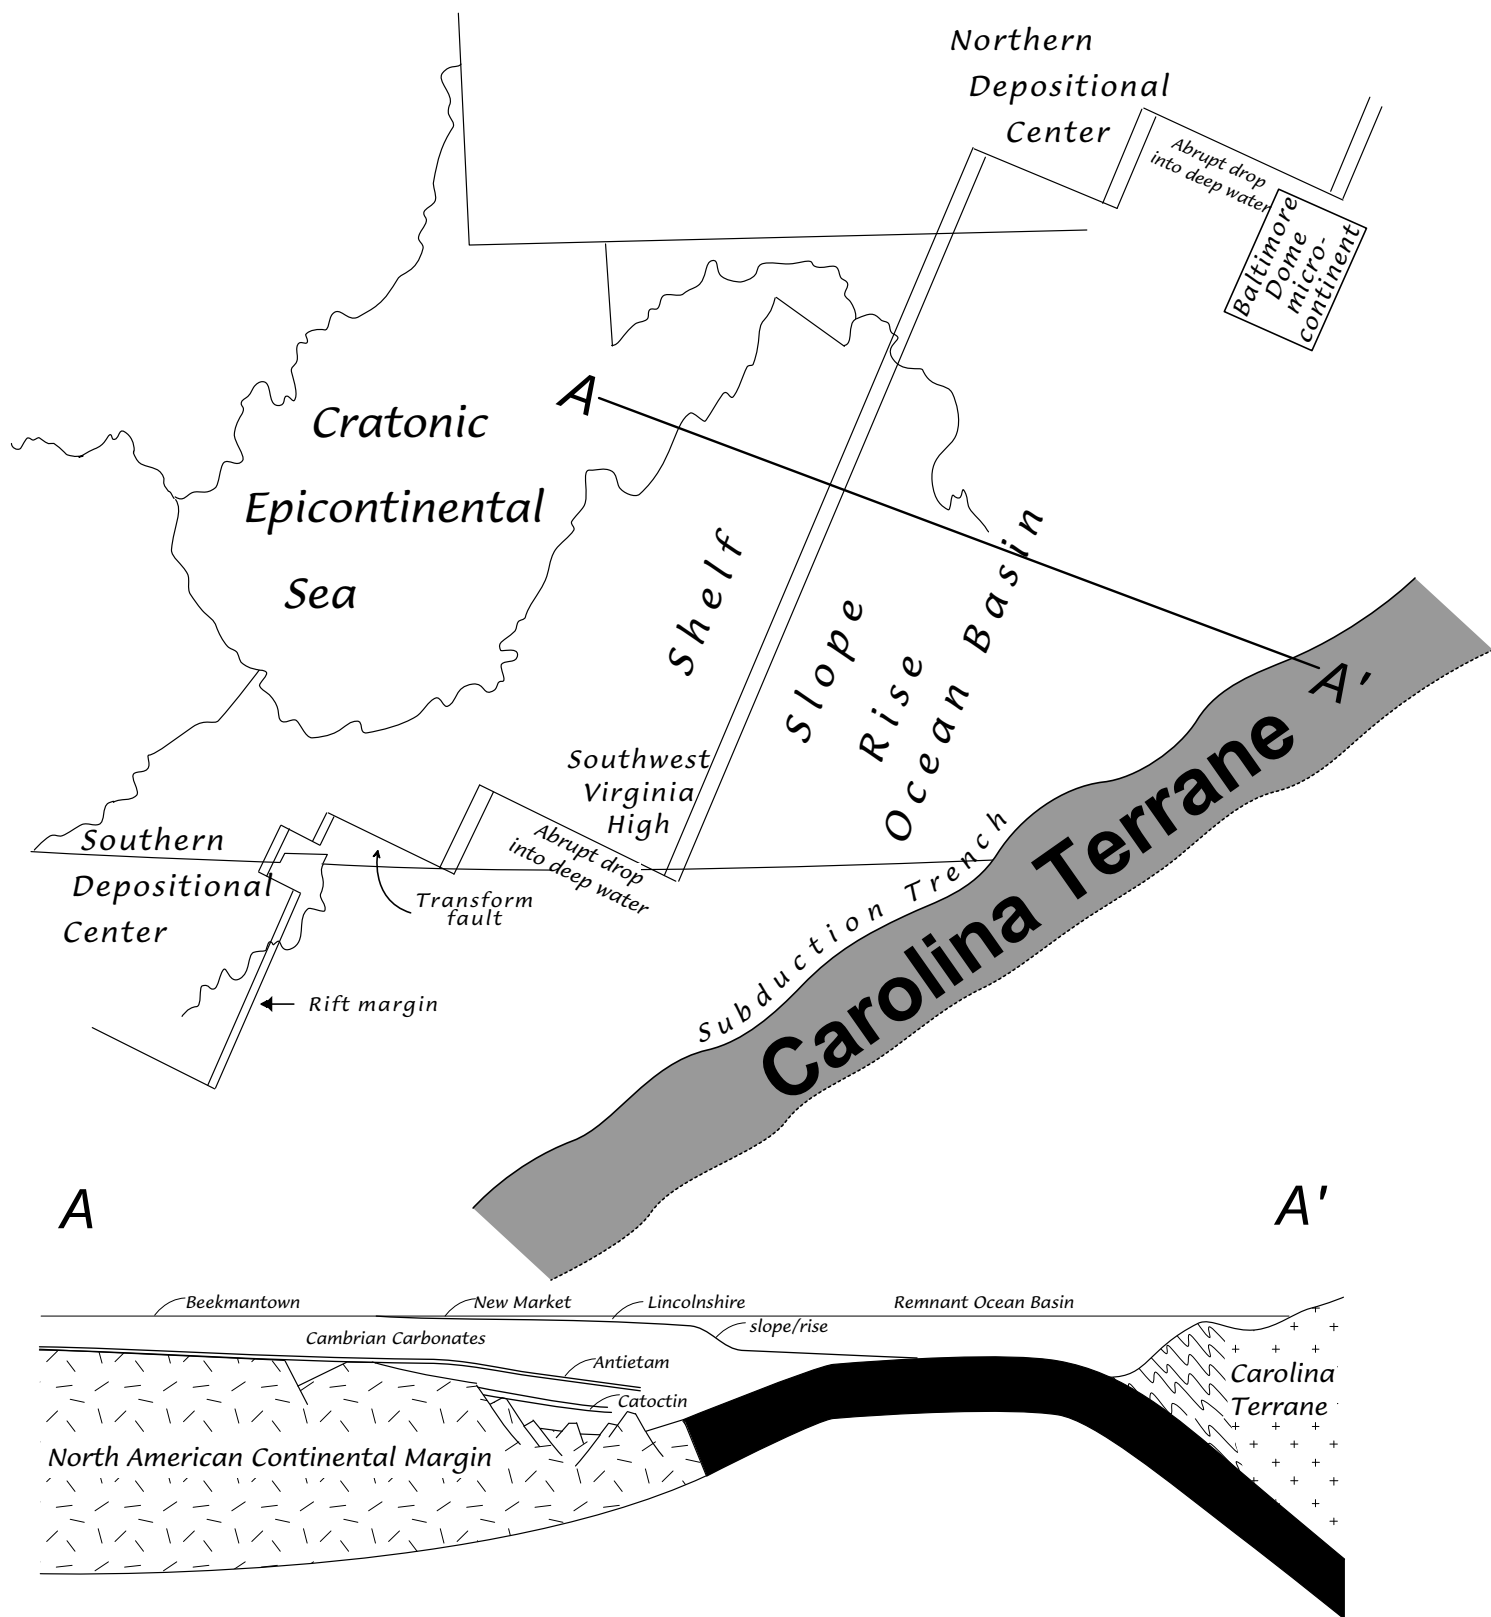 Northern
Depositional
Center
Abrupt drop
into deep water
Baltimore
Dome
micro-
continent
A
Cratonic
Epicontinental
Sea
Shelf
Slope
Rise
Ocean Basin
A'
Carolina Terrane
Subduction Trench
Southwest
Virginia
High
Abrupt drop
into deep water
Southern
Depositional
Center
Transform
fault
Rift margin
A
A'
Beekmantown
New Market
Lincolnshire
Remnant Ocean Basin
slope/rise
Cambrian Carbonates
Antietam
Catoctin
Carolina
Terrane
North American Continental Margin